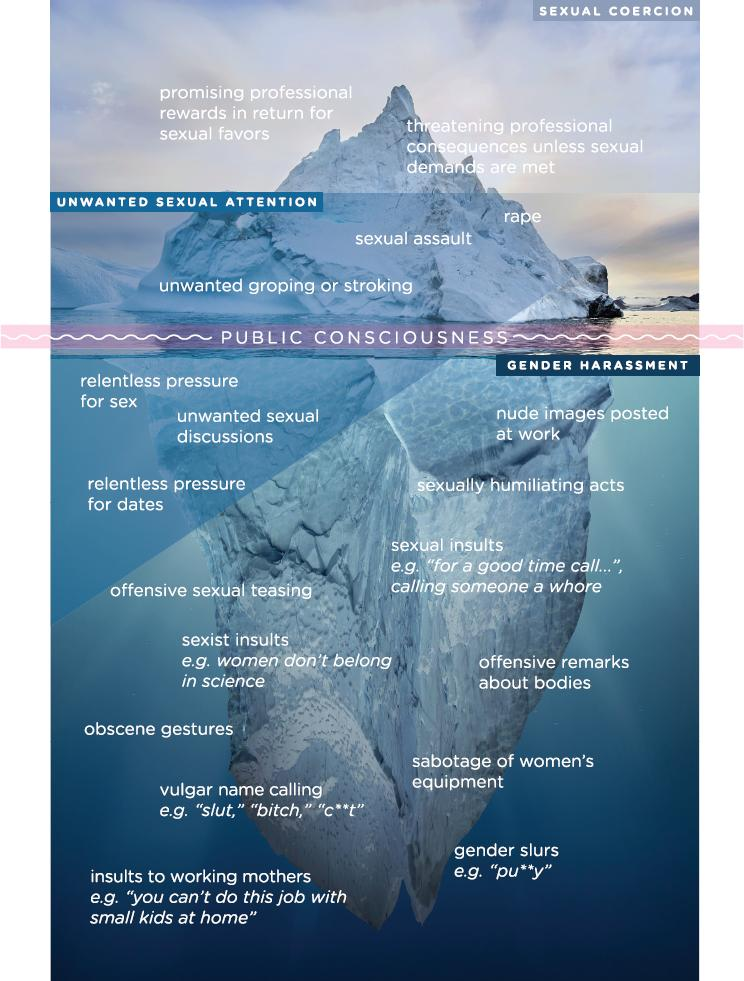 SEXUAL COERCION
promising professional
rewards in return for
sexual favors
threatening professional
consequences unless sexual
demands are met
UNWANTED SEXUAL ATTENTION
rape
sexual assault
unwanted groping or stroking
PUBLIC CONSCIOUSNESS
GENDER HARASSMENT
relentless pressure
for sex
unwanted sexual
discussions
nude images posted
at work
relentless pressure
for dates
sexually humiliating acts
sexual insults
e.g. “for a good time call...”,
calling someone a whore
offensive sexual teasing
sexist insults
e.g. women don’t belong
in science
offensive remarks
about bodies
obscene gestures
sabotage of women’s
equipment
vulgar name calling
e.g. “slut,” “bitch,” “c**t”
gender slurs
e.g. “pu**y”
insults to working mothers
e.g. “you can’t do this job with
small kids at home”